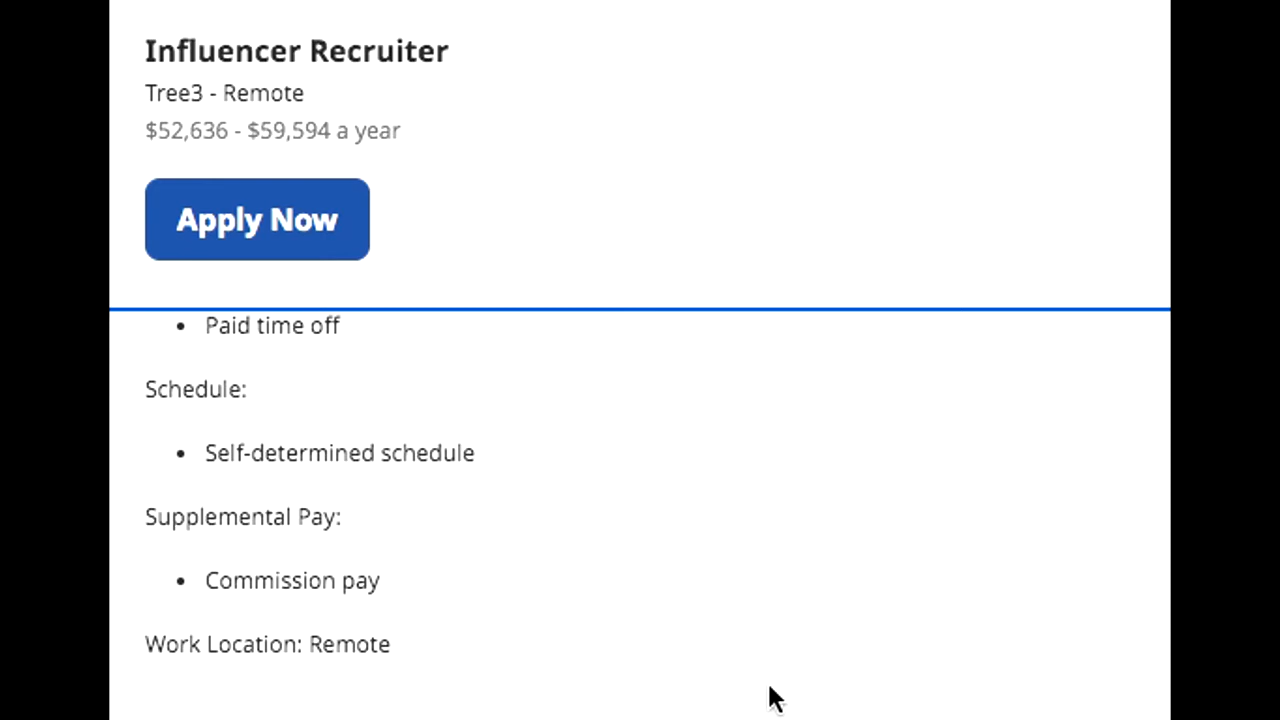 Influencer Recruiter
Tree3 - Remote
$52,636 - $59,594 a year
Apply Now
• Paid time off
Schedule:
• Self-determined schedule
Supplemental Pay:
• Commission pay
Work Location: Remote